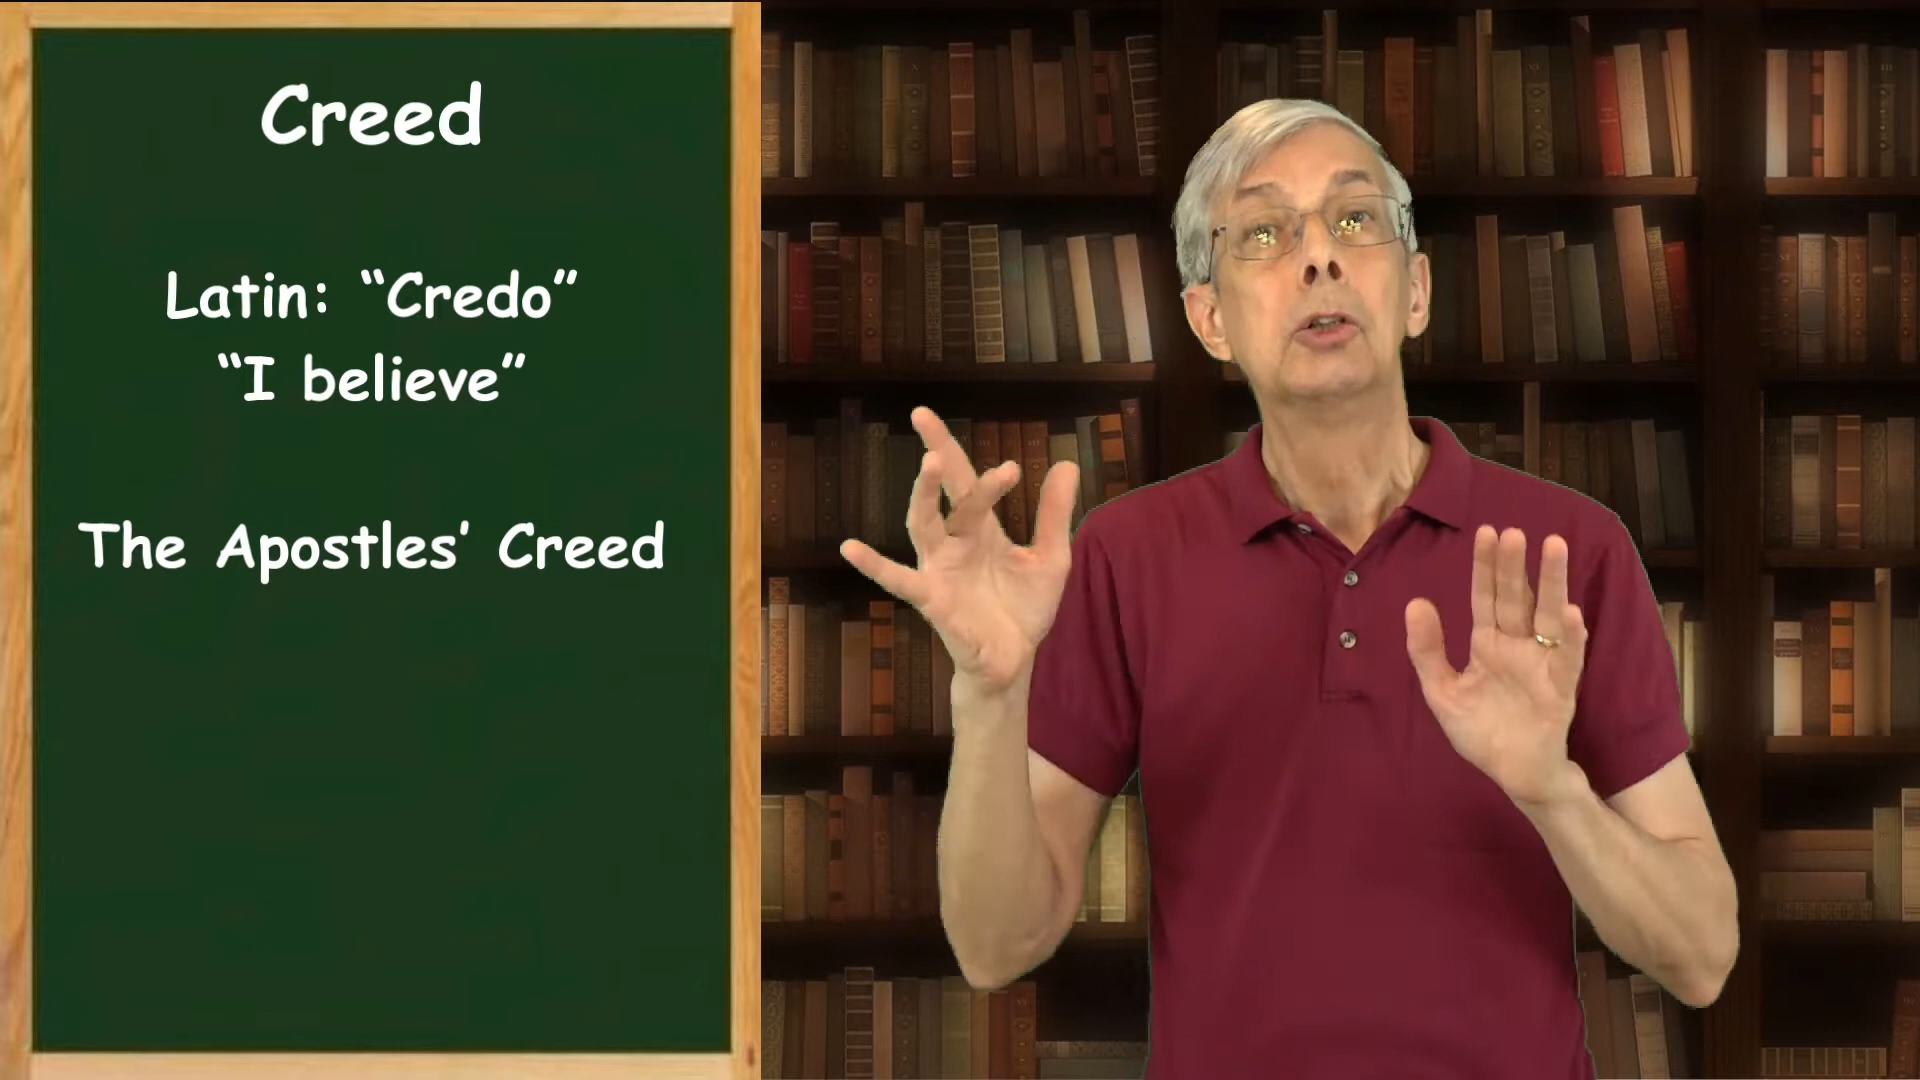 Creed
Latin: “Credo”
“I believe”
The Apostles’ Creed